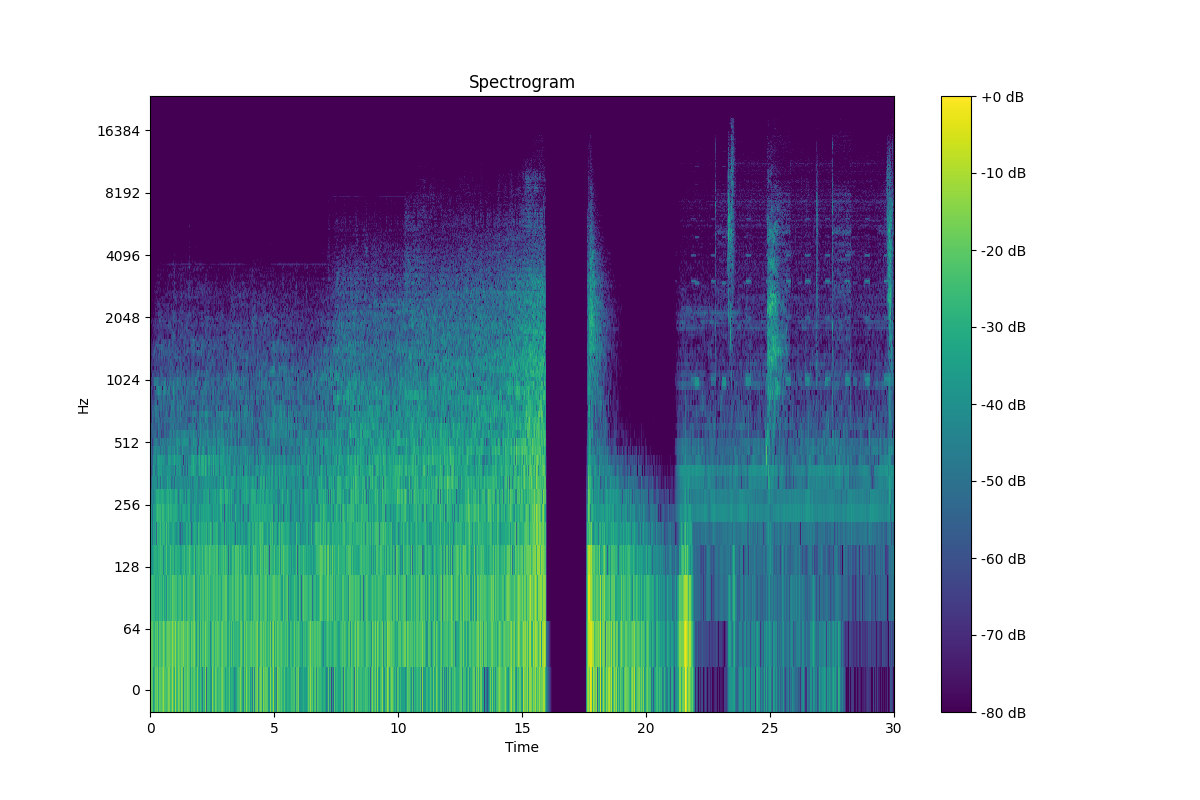 Spectrogram
Hz
16384
8192
4096
2048
1024
512
256
128
64
0
0 5 10 15 20 25 30
Time
+0 dB
-10 dB
-20 dB
-30 dB
-40 dB
-50 dB
-60 dB
-70 dB
-80 dB